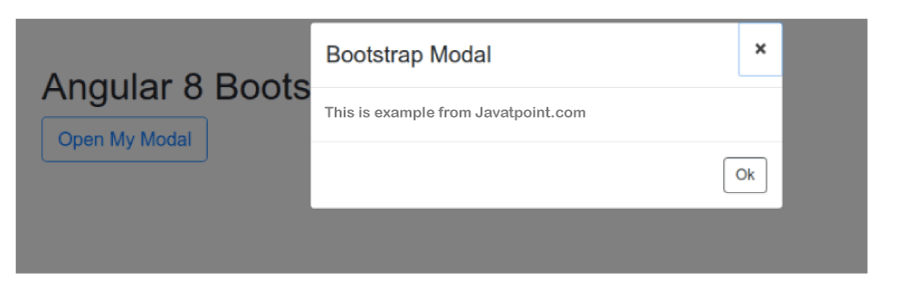 Bootstrap Modal
×
Angular 8 Boots
This is example from Javatpoint.com
Open My Modal
Ok